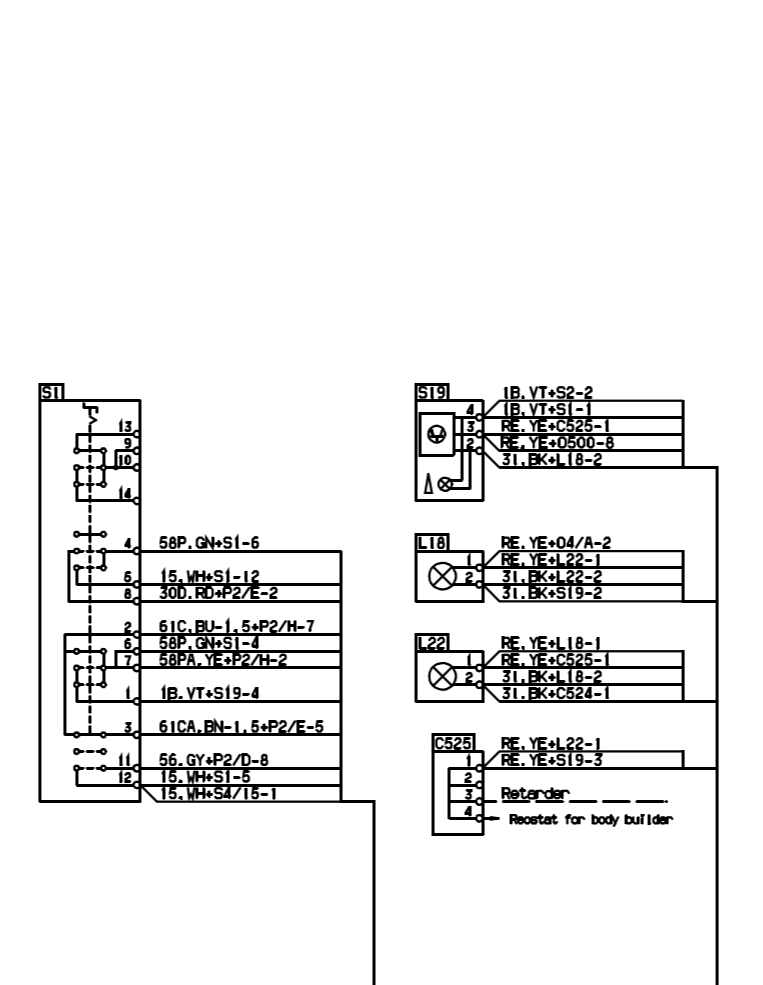 S1
13
9
10
14
4 58P.GN+S1-6
5 15.WH+S1-12
8 30D.RD+P2/E-2
2 61C.BU-1.5+P2/H-7
6 58P.GN+S1-4
7 58PA.YE+P2/H-2
1 1B.VT+S19-4
3 61CA.BN-1.5+P2/E-5
11 56.GY+P2/D-8
12 15.WH+S1-5
15.WH+S4/15-1
S19
1B.VT+S2-2
4 1B.VT+S1-1
3 RE.YE+C525-1
2 RE.YE+O500-8
31.BK+L18-2
L18
RE.YE+O4/A-2
1 RE.YE+L22-1
2 31.BK+L22-2
31.BK+S19-2
L22
RE.YE+L18-1
1 RE.YE+C525-1
2 31.BK+L18-2
31.BK+C524-1
C525
RE.YE+L22-1
1 RE.YE+S19-3
2
3 Retarder
4 Reostat for body builder